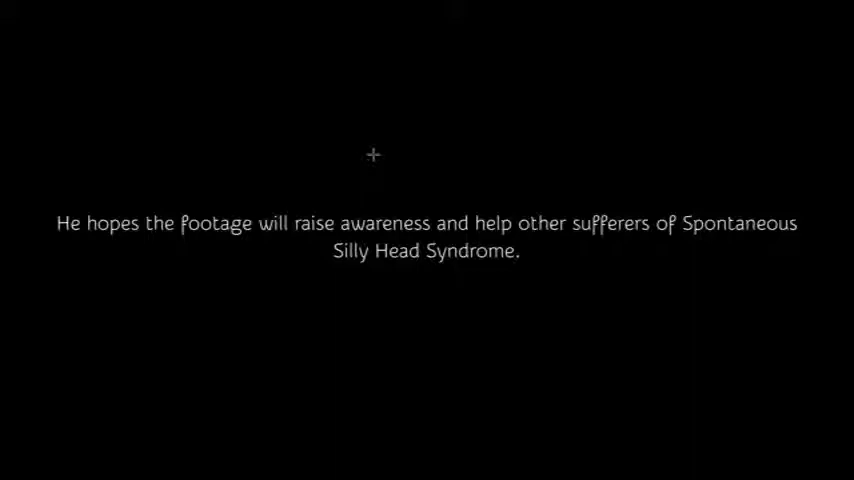 He hopes the footage will raise awareness and help other sufferers of Spontaneous
Silly Head Syndrome.